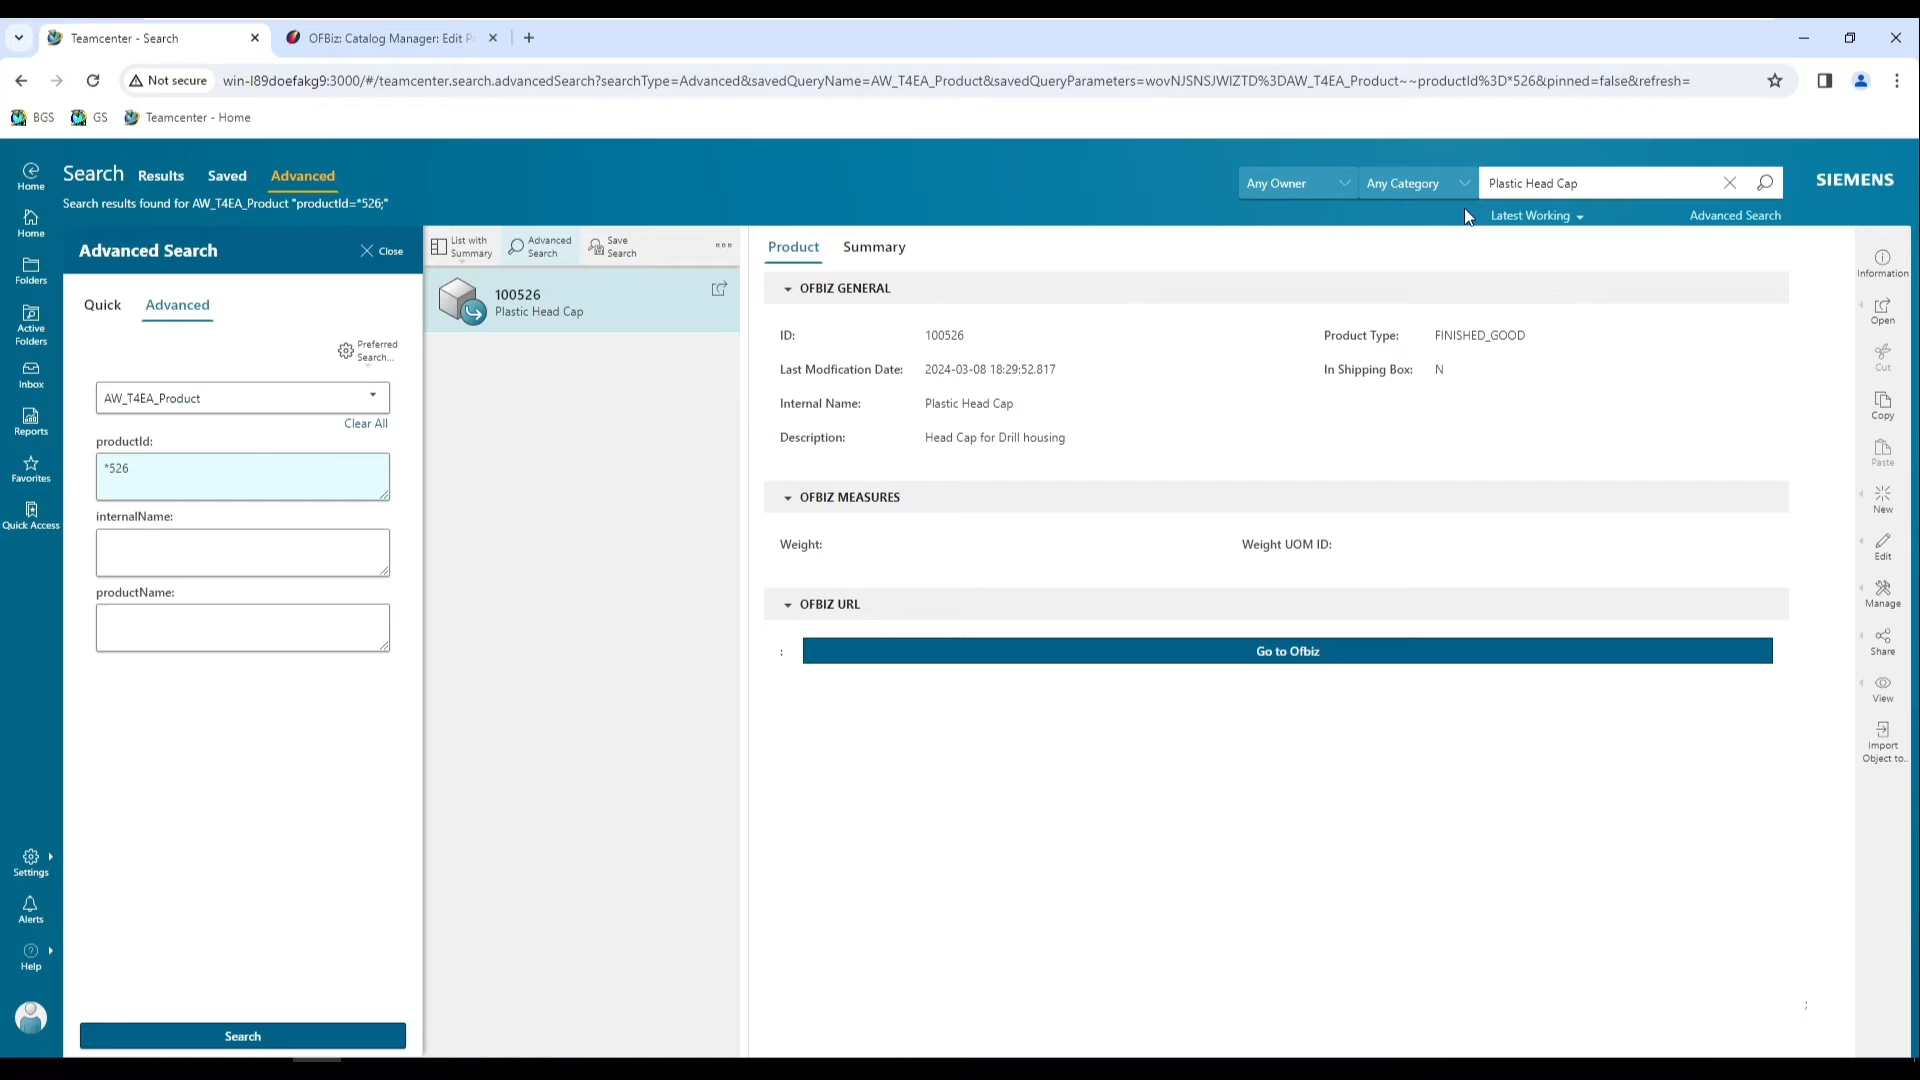 Teamcenter - Search
OFBiz: Catalog Manager: Edit P
Not secure
win-l89doefakg9:3000/#/teamcenter.search.advancedSearch?searchType=Advanced&savedQueryName=AW_T4EA_Product&savedQueryParameters=wovNJSNSJWIZTD%3DAW_T4EA_Product~~productId%3D*526&pinned=false&refresh=
BGS
GS
Teamcenter - Home
Home
Home
Folders
Active
Folders
Inbox
Reports
Favorites
Quick Access
Settings
Alerts
Help
Search
Results
Saved
Advanced
Search results found for AW_T4EA_Product "productId=*526;"
Any Owner
Any Category
Plastic Head Cap
SIEMENS
Latest Working
Advanced Search
Advanced Search
Close
Quick
Advanced
Preferred
Search...
AW_T4EA_Product
Clear All
productId:
*526
internalName:
productName:
Search
List with
Summary
Advanced
Search
Save
Search
100526
Plastic Head Cap
Product
Summary
OFBIZ GENERAL
ID: 100526
Product Type: FINISHED_GOOD
Last Modfication Date: 2024-03-08 18:29:52.817
In Shipping Box: N
Internal Name: Plastic Head Cap
Description: Head Cap for Drill housing
OFBIZ MEASURES
Weight:
Weight UOM ID:
OFBIZ URL
: Go to Ofbiz
Information
Open
Cut
Copy
Paste
New
Edit
Manage
Share
View
Import
Object to..